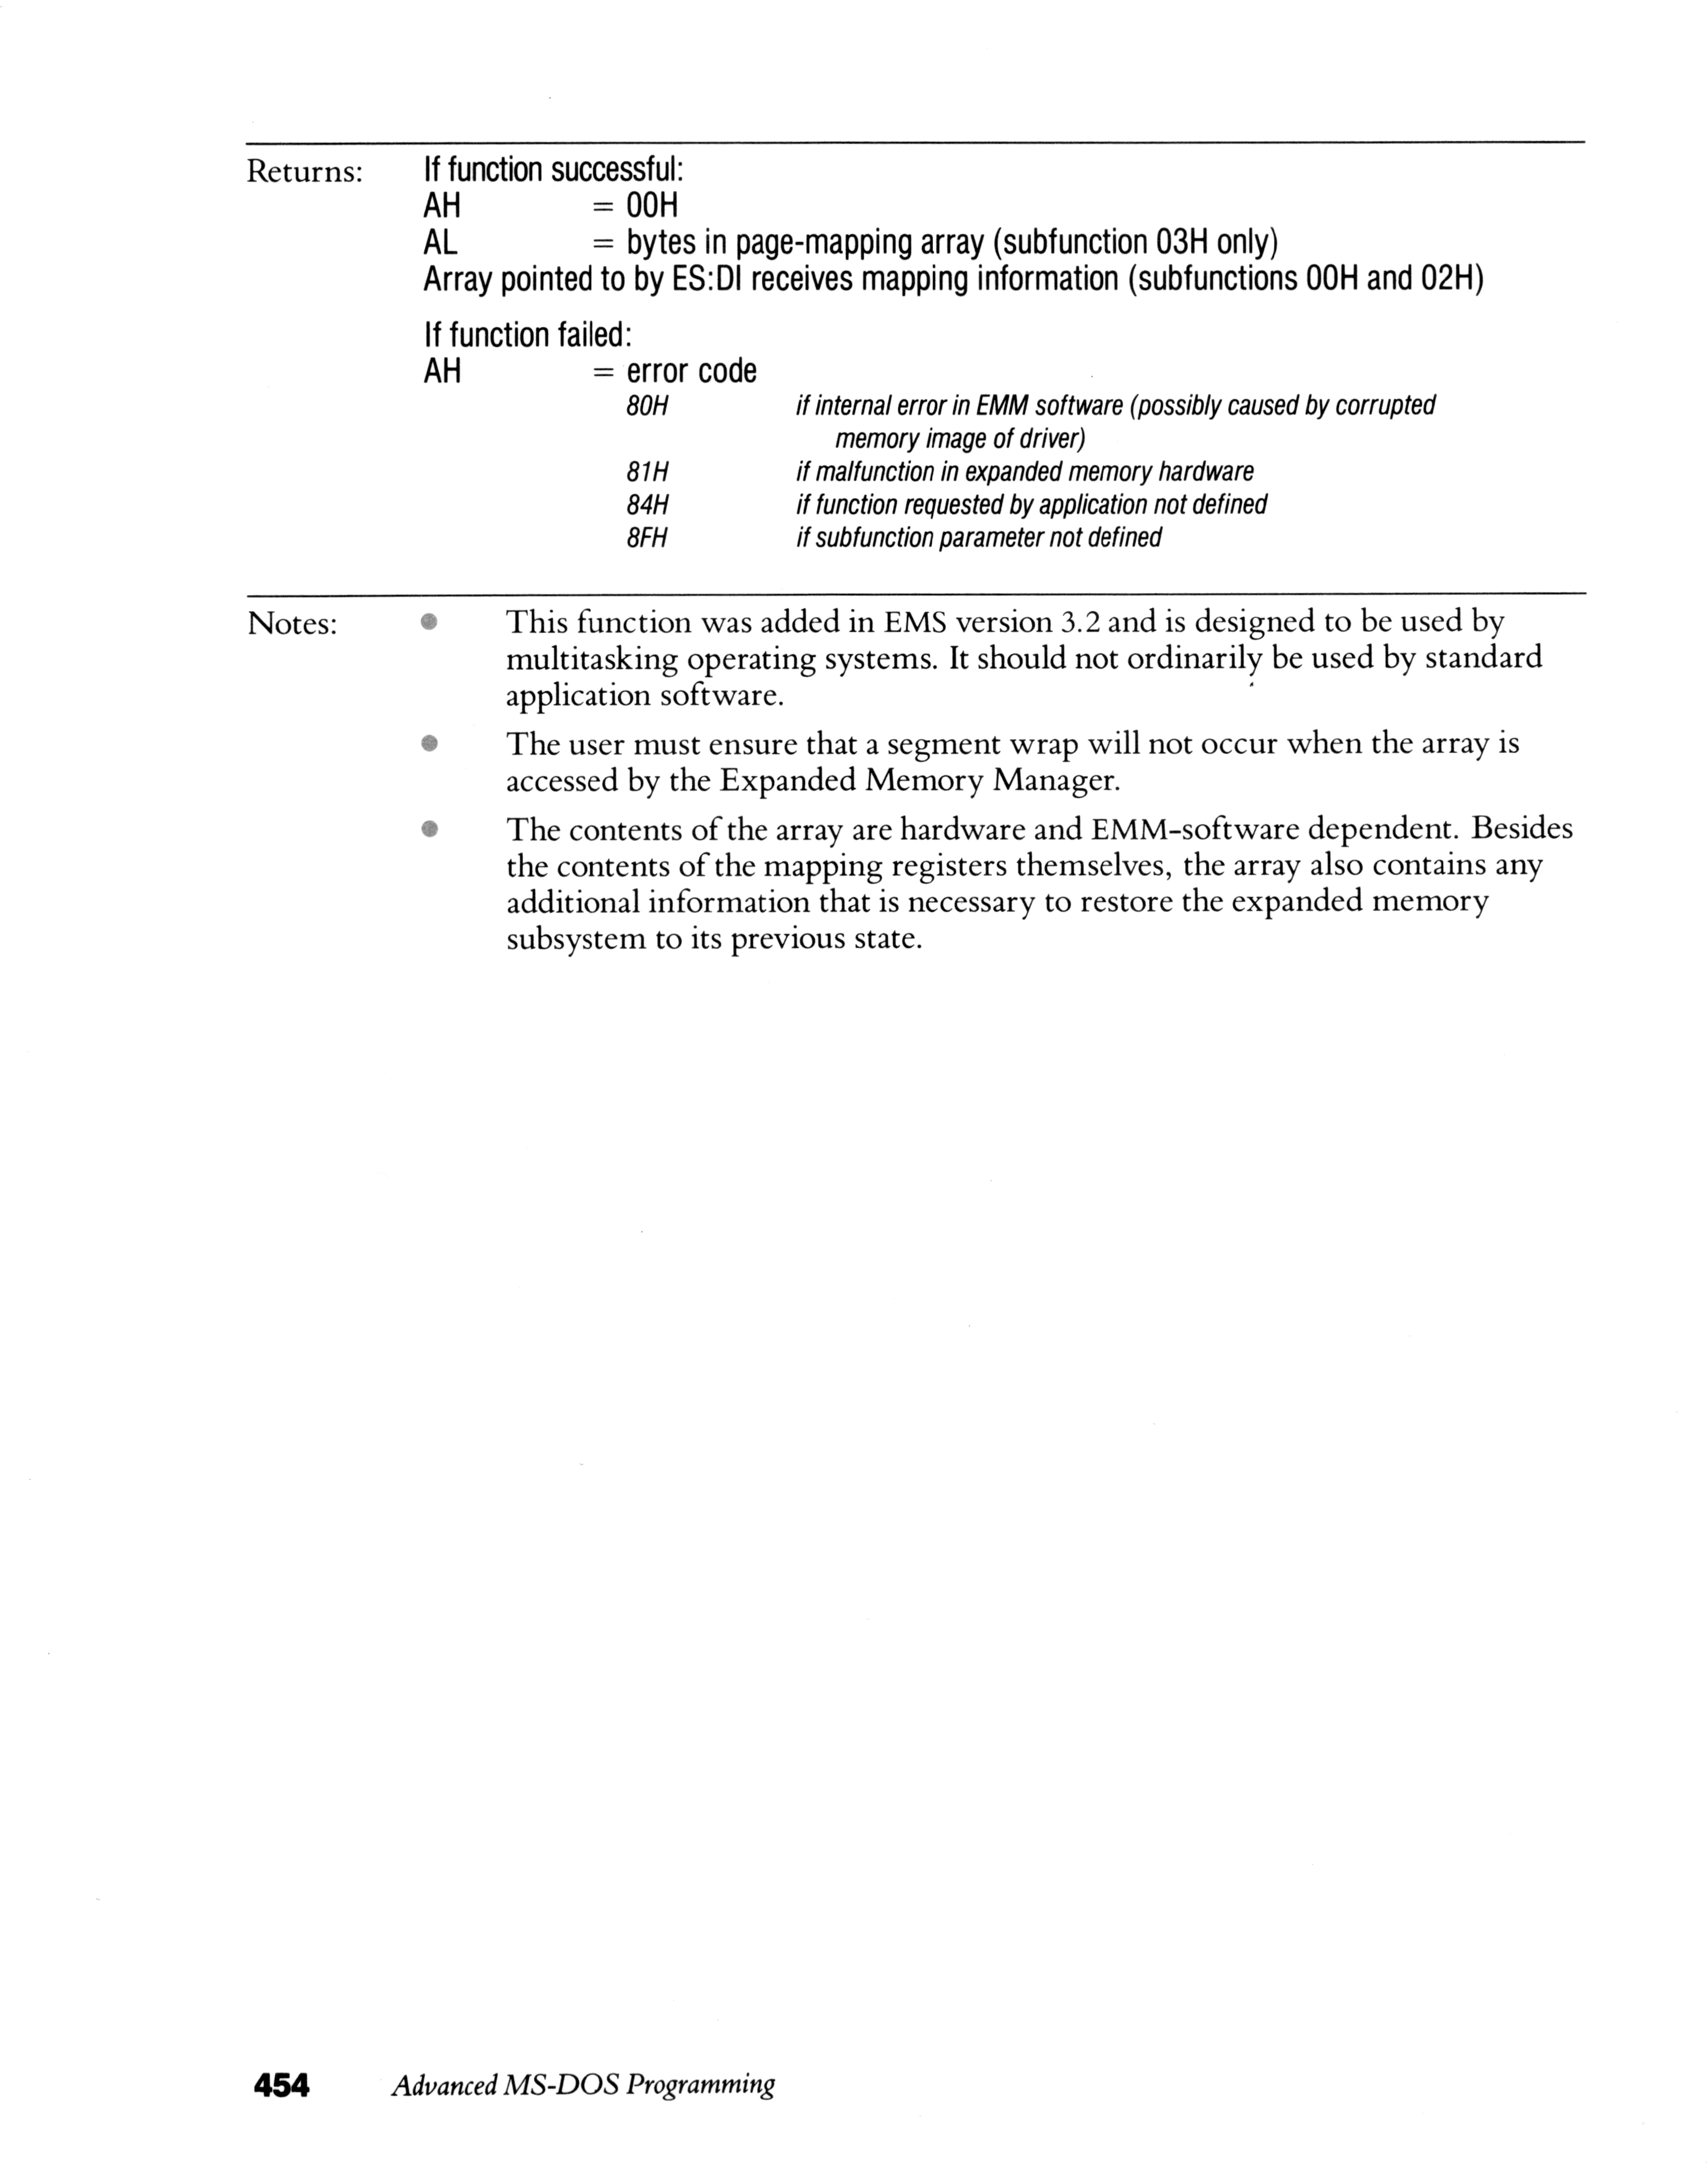 Returns: If function successful:
AH = 00H
AL = bytes in page-mapping array (subfunction 03H only)
Array pointed to by ES:DI receives mapping information (subfunctions 00H and 02H)
If function failed:
AH = error code
80H if internal error in EMM software (possibly caused by corrupted
memory image of driver)
81H if malfunction in expanded memory hardware
84H if function requested by application not defined
8FH if subfunction parameter not defined
Notes: ● This function was added in EMS version 3.2 and is designed to be used by
multitasking operating systems. It should not ordinarily be used by standard
application software.
● The user must ensure that a segment wrap will not occur when the array is
accessed by the Expanded Memory Manager.
● The contents of the array are hardware and EMM-software dependent. Besides
the contents of the mapping registers themselves, the array also contains any
additional information that is necessary to restore the expanded memory
subsystem to its previous state.
454 Advanced MS-DOS Programming